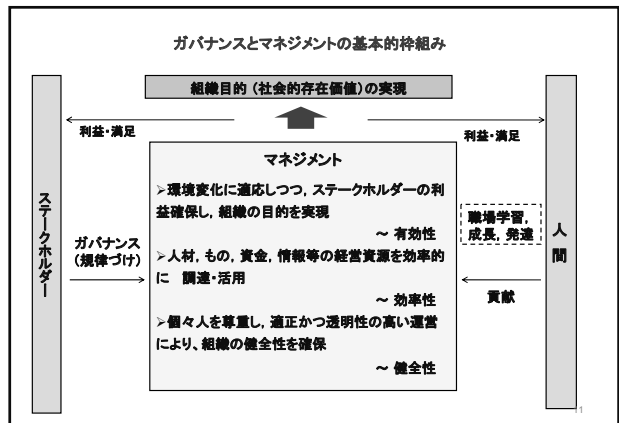 ガバナンスとマネジメントの基本的枠組み
組織目的（社会的存在価値）の実現
利益・満足
利益・満足
ステークホルダー
ガバナンス
（規律づけ）
マネジメント
➢環境変化に適応しつつ，ステークホルダーの利
益確保し，組織の目的を実現
～ 有効性
➢人材，もの，資金，情報等の経営資源を効率的
に　調達・活用
～ 効率性
➢個々人を尊重し，適正かつ透明性の高い運営
により、組織の健全性を確保
～ 健全性
職場学習，
成長，発達
貢献
人間
11